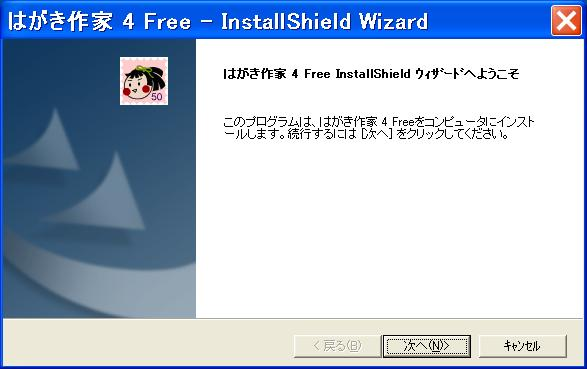 はがき作家 4 Free - InstallShield Wizard
50
はがき作家 4 Free InstallShield ｳｨｻﾞｰﾄﾞへようこそ
このプログラムは、はがき作家 4 Freeをコンピュータにインスト
ールします。続行するには [次へ] をクリックしてください。
< 戻る(B)
次へ(N)>
ｷｬﾝｾﾙ